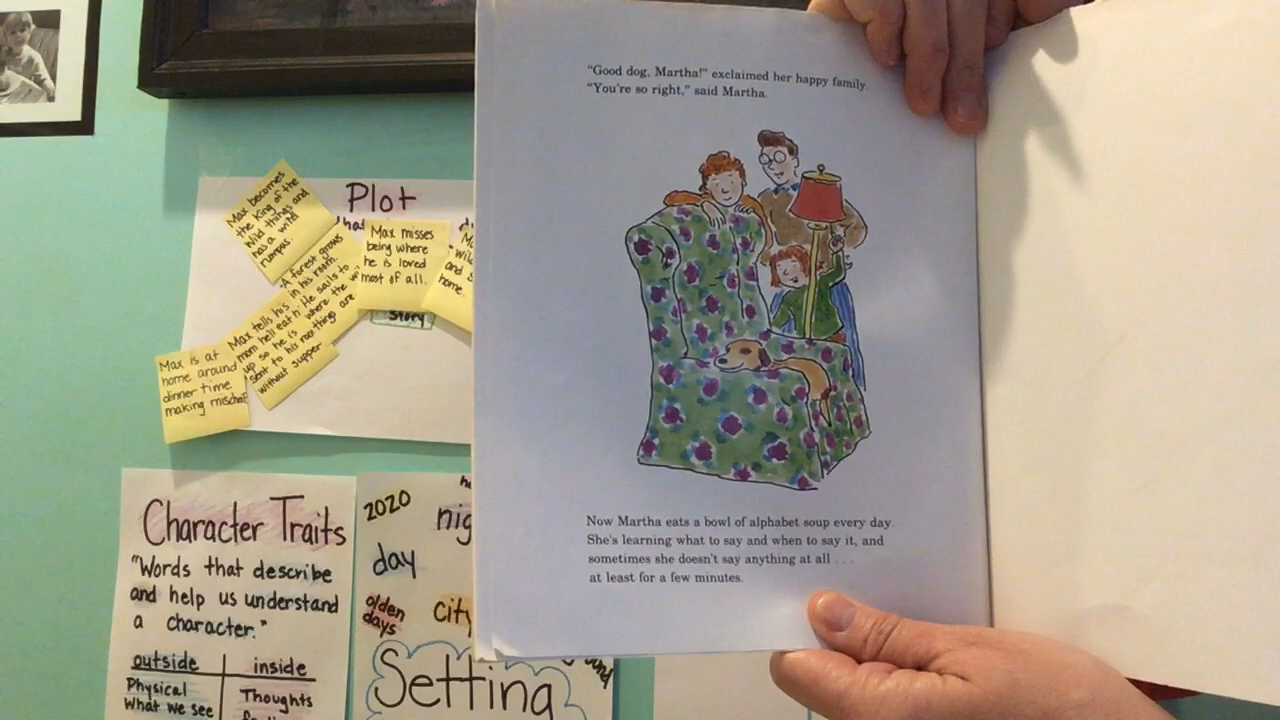 "Good dog, Martha!" exclaimed her happy family.
"You're so right," said Martha.
Now Martha eats a bowl of alphabet soup every day.
She's learning what to say and when to say it, and
sometimes she doesn't say anything at all . . .
at least for a few minutes.
Plot
Max becomes
the King of the
Wild things and
has a wild
rumpus.
Max misses
being where
he is loved
most of all.
and
home.
A forest grows
in his room.
He sails to
where the
wild
things are
Max tells his
mom he'll eat her
up so he is
sent to his room
without supper.
Max is at
home around
dinner time
making mischief
Story
Character Traits
"Words that describe
and help us understand
a character."
outside inside
Physical
What we see
Thoughts
2020
day
olden
days
city
Setting